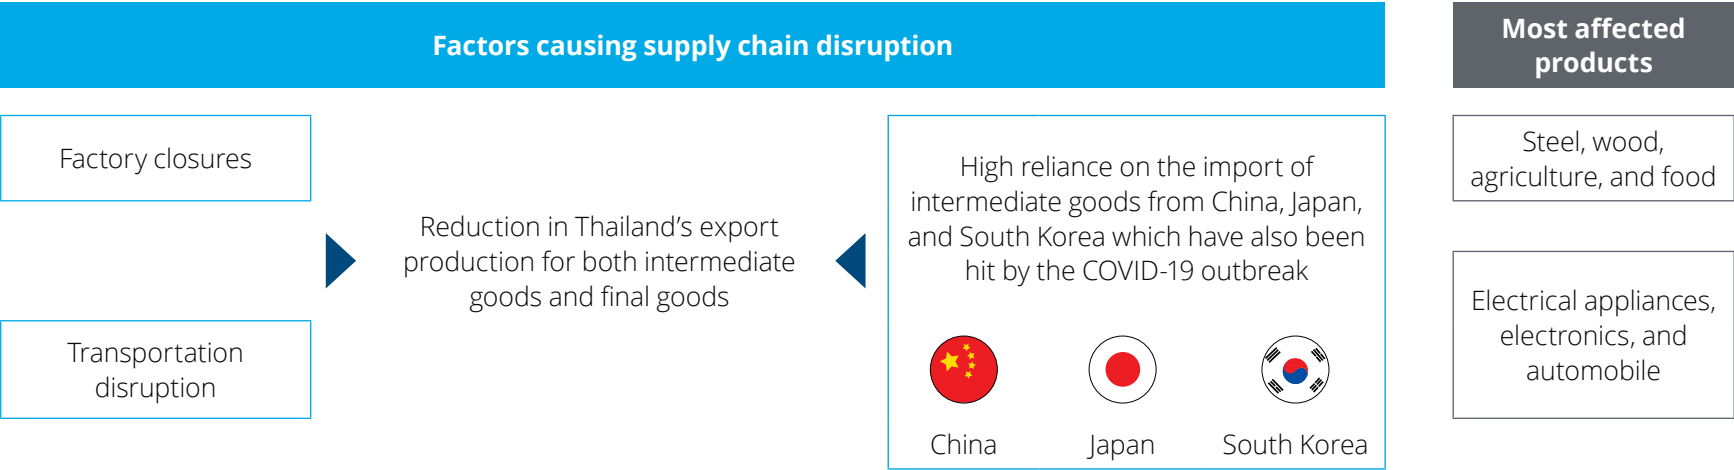 Factors causing supply chain disruption
Most affected
products
Factory closures
Transportation
disruption
Reduction in Thailand’s export
production for both intermediate
goods and final goods
High reliance on the import of
intermediate goods from China, Japan,
and South Korea which have also been
hit by the COVID-19 outbreak
China
Japan
South Korea
Steel, wood,
agriculture, and food
Electrical appliances,
electronics, and
automobile